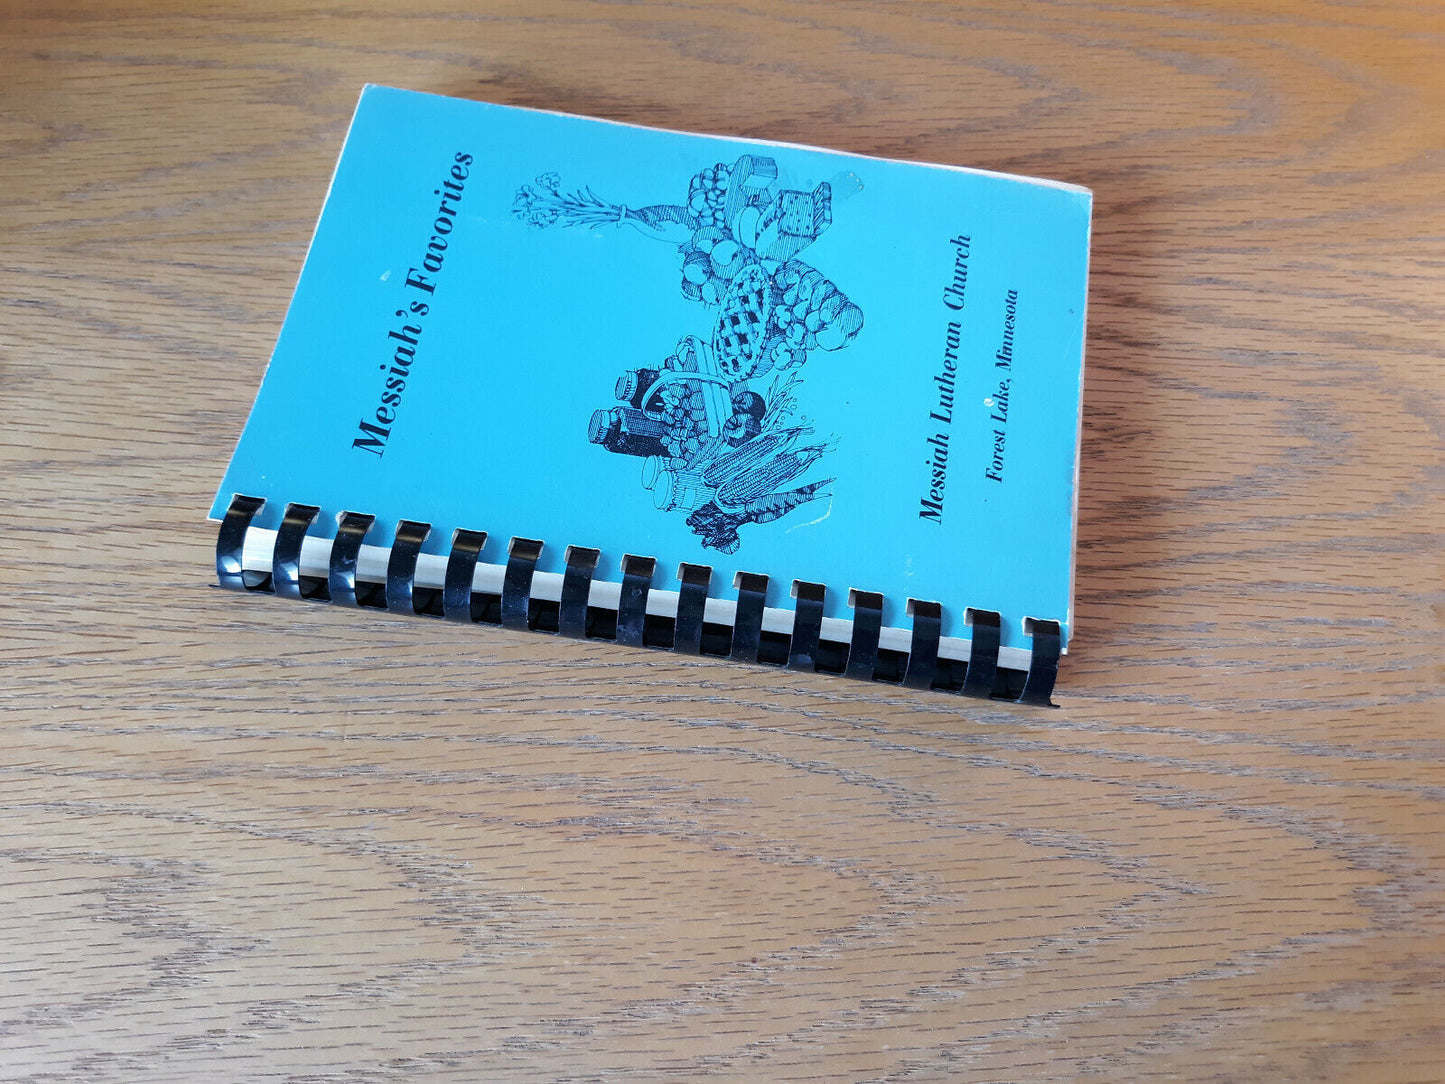 Messiah's Favorites
Messiah Lutheran Church
Forest Lake, Minnesota